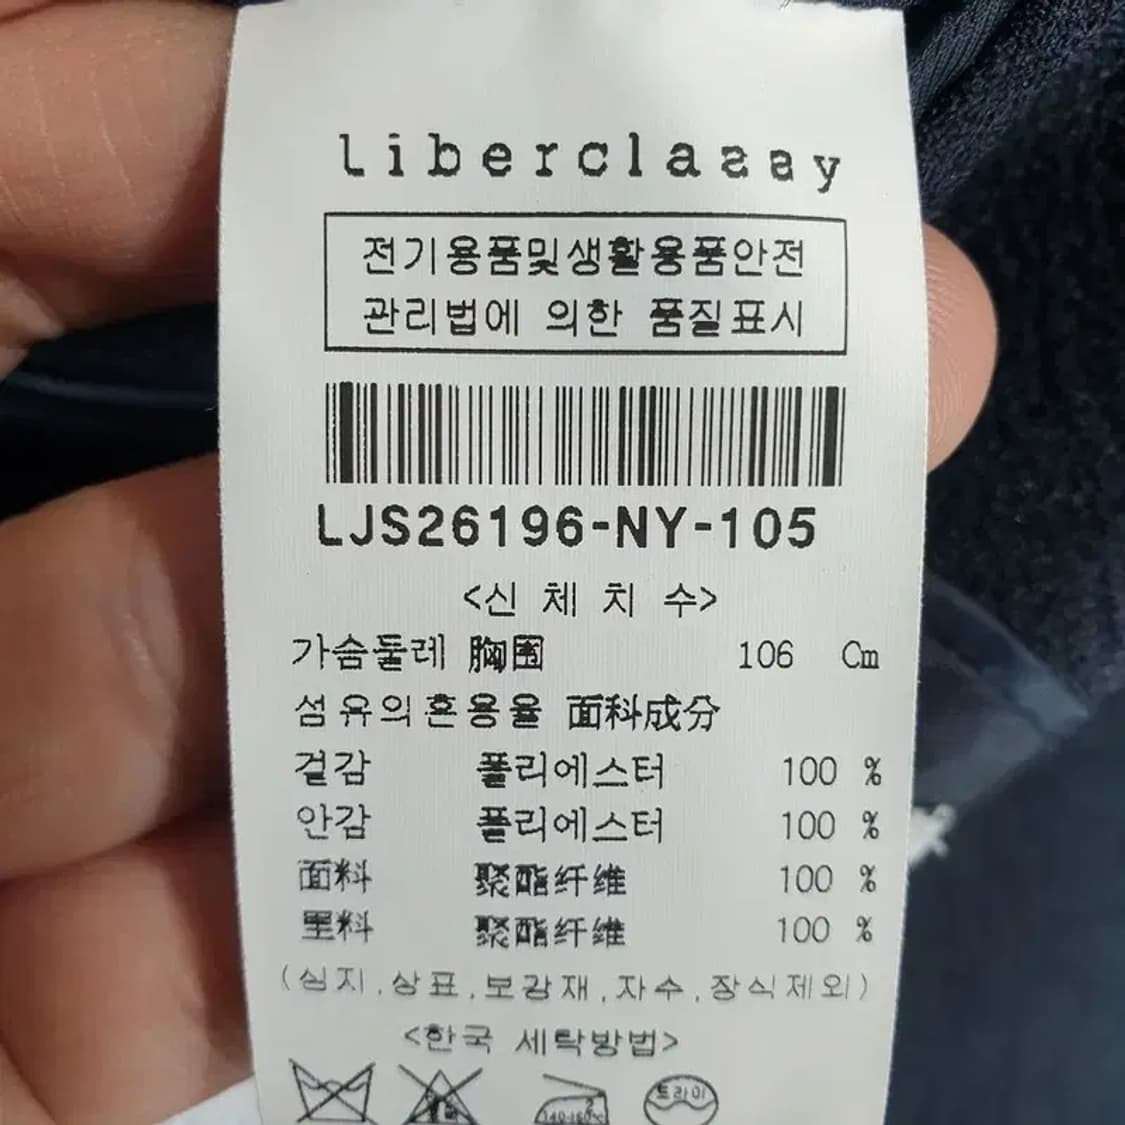 Liberclassy
전기용품및생활용품안전
관리법에 의한 품질표시
LJS26196-NY-105
<신 체 치 수>
가슴둘레 胸围 106 Cm
섬유의혼용율 面科成分
겉감 폴리에스터 100 %
안감 폴리에스터 100 %
面料 聚酯纤维 100 %
里料 聚酯纤维 100 %
(심지,상표,보강재,자수,장식제외)
<한국 세탁방법>
140-160℃ 드라이